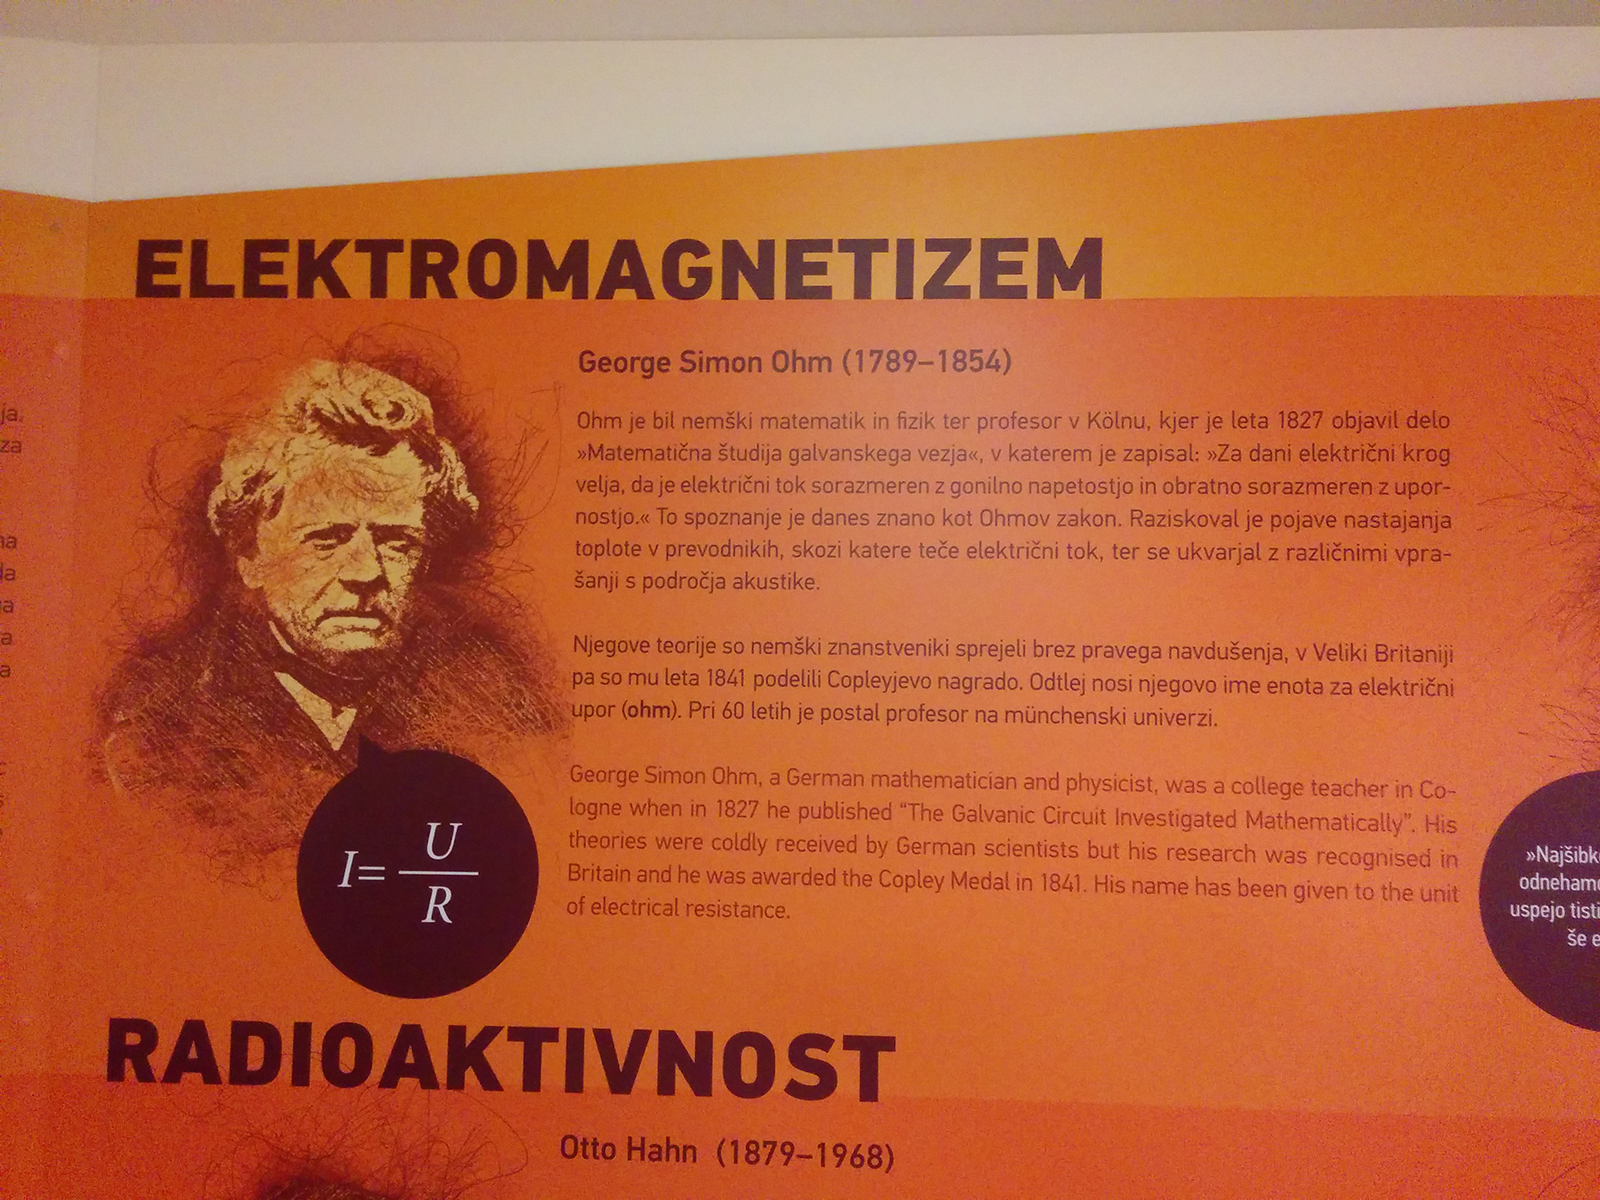 ELEKTROMAGNETIZEM
George Simon Ohm (1789–1854)
Ohm je bil nemški matematik in fizik ter profesor v Kölnu, kjer je leta 1827 objavil delo
»Matematična študija galvanskega vezja«, v katerem je zapisal: »Za dani električni krog
velja, da je električni tok sorazmeren z gonilno napetostjo in obratno sorazmeren z upor-
nostjo.« To spoznanje je danes znano kot Ohmov zakon. Raziskoval je pojave nastajanja
toplote v prevodnikih, skozi katere teče električni tok, ter se ukvarjal z različnimi vpra-
šanji s področja akustike.
Njegove teorije so nemški znanstveniki sprejeli brez pravega navdušenja, v Veliki Britaniji
pa so mu leta 1841 podelili Copleyjevo nagrado. Odtlej nosi njegovo ime enota za električni
upor (ohm). Pri 60 letih je postal profesor na münchenski univerzi.
George Simon Ohm, a German mathematician and physicist, was a college teacher in Co-
logne when in 1827 he published “The Galvanic Circuit Investigated Mathematically”. His
theories were coldly received by German scientists but his research was recognised in
Britain and he was awarded the Copley Medal in 1841. His name has been given to the unit
of electrical resistance.
I= U
R
»Najšibk
odneham
uspejo tisti
še e
RADIOAKTIVNOST
Otto Hahn (1879–1968)